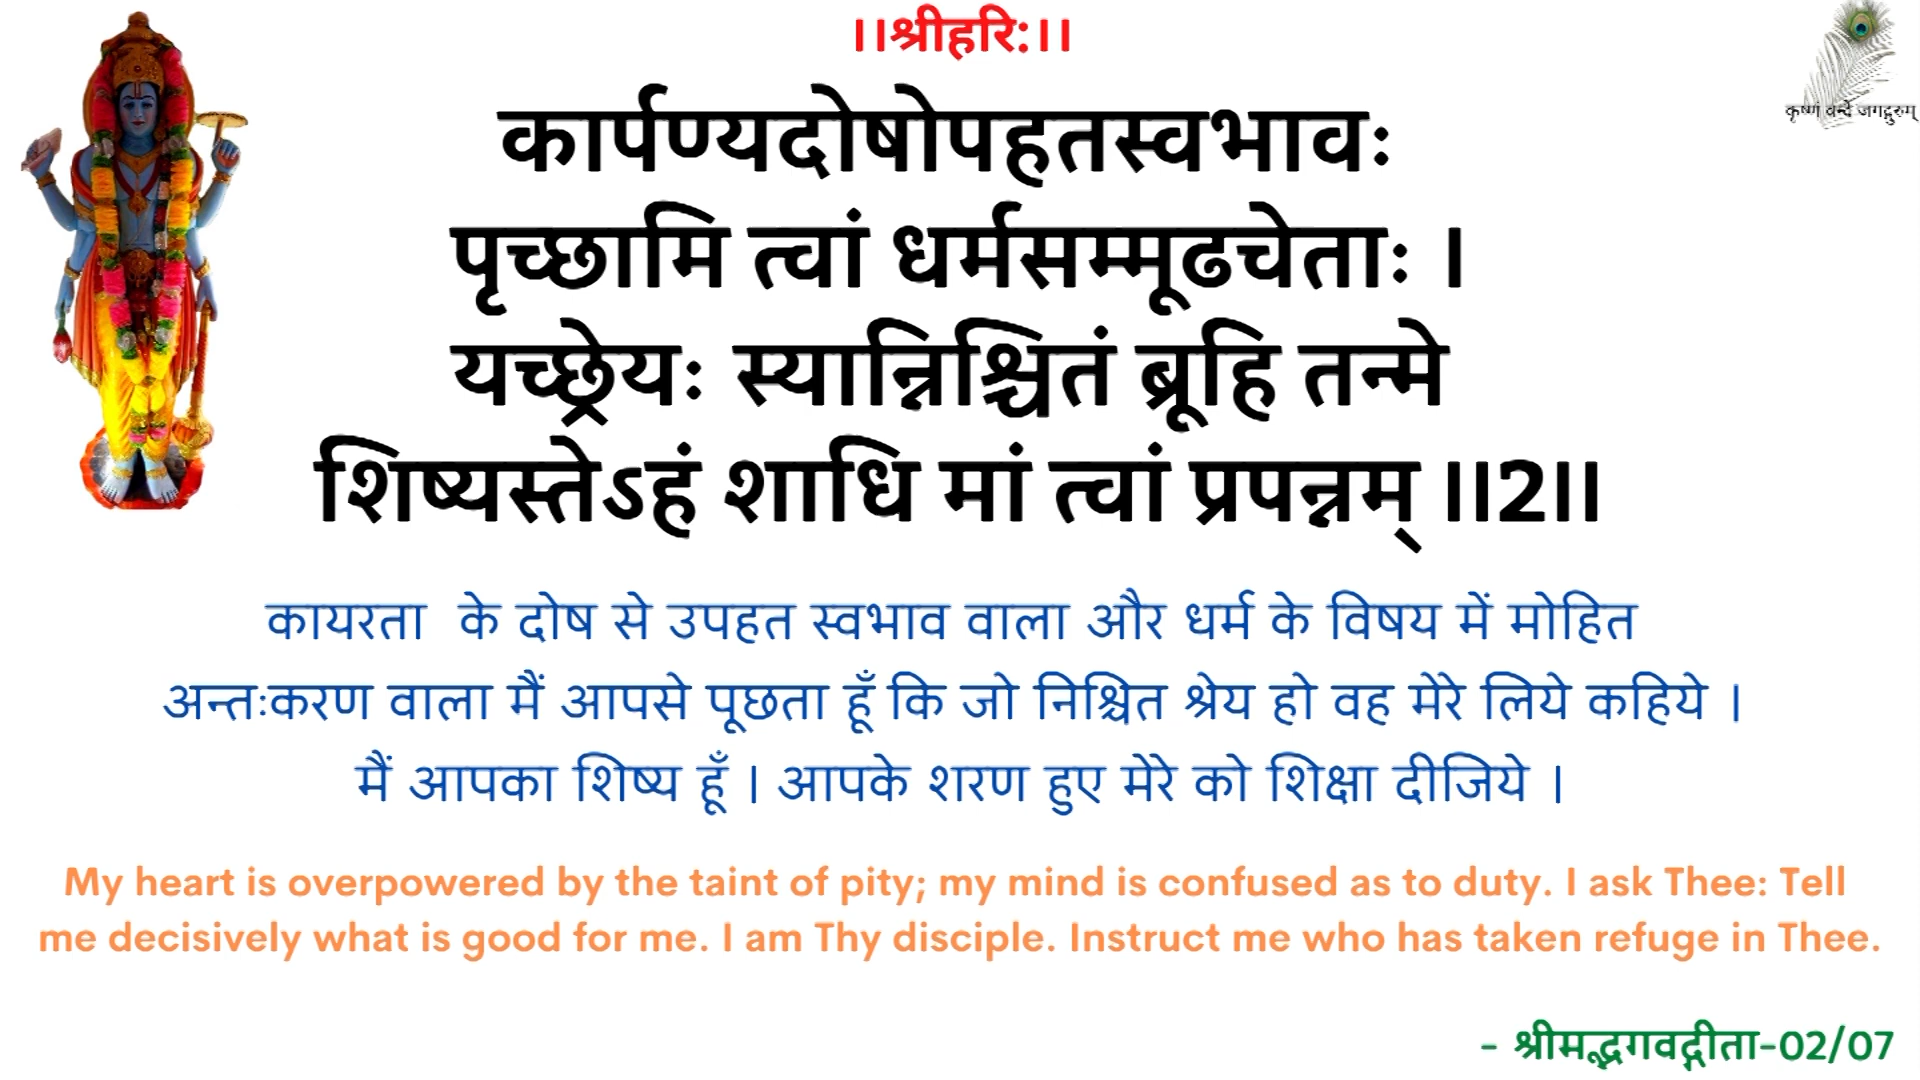 ।।श्रीहरि:।।
कृष्णं वन्दे जगद्गुरुम्
कार्पण्यदोषोपहतस्वभावः
पृच्छामि त्वां धर्मसम्मूढचेताः ।
यच्छ्रेयः स्यान्निश्चितं ब्रूहि तन्मे
शिष्यस्तेऽहं शाधि मां त्वां प्रपन्नम् ।।2।।
कायरता के दोष से उपहत स्वभाव वाला और धर्म के विषय में मोहित
अन्तःकरण वाला मैं आपसे पूछता हूँ कि जो निश्चित श्रेय हो वह मेरे लिये कहिये ।
मैं आपका शिष्य हूँ । आपके शरण हुए मेरे को शिक्षा दीजिये ।
My heart is overpowered by the taint of pity; my mind is confused as to duty. I ask Thee: Tell
me decisively what is good for me. I am Thy disciple. Instruct me who has taken refuge in Thee.
- श्रीमद्भगवद्गीता-02/07